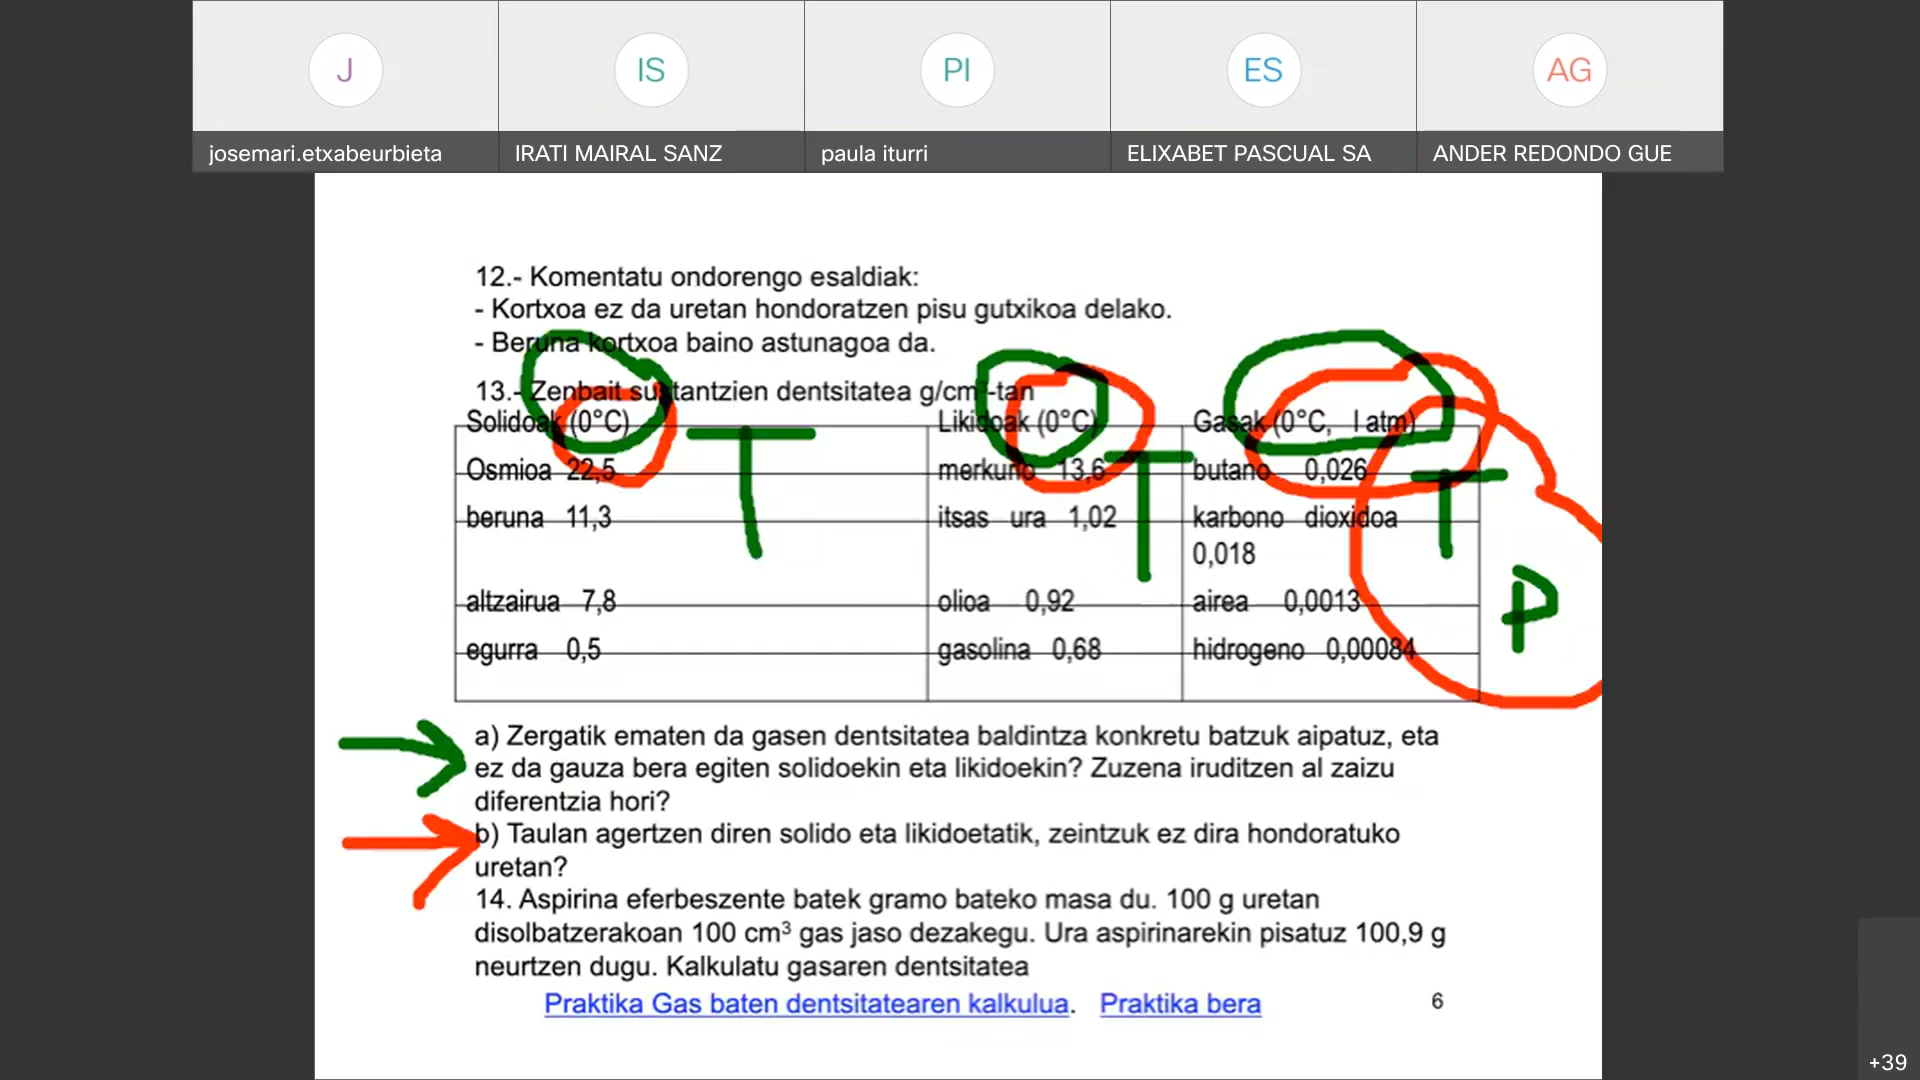 J IS PI ES AG
josemari.etxabeurbieta IRATI MAIRAL SANZ paula iturri ELIXABET PASCUAL SA ANDER REDONDO GUE
12.- Komentatu ondorengo esaldiak:
- Kortxoa ez da uretan hondoratzen pisu gutxikoa delako.
- Beruna kortxoa baino astunagoa da.
13.- Zenbait sustantzien dentsitatea g/cm³-tan
Solidoak (0°C) Likidoak (0°C) Gasak (0°C, 1 atm)
Osmioa 22,5 merkurio 13,6 butano 0,026
beruna 11,3 itsas ura 1,02 karbono dioxidoa
0,018
altzairua 7,8 olioa 0,92 airea 0,0013
egurra 0,5 gasolina 0,68 hidrogeno 0,00084
T T T
P
a) Zergatik ematen da gasen dentsitatea baldintza konkretu batzuk aipatuz, eta
ez da gauza bera egiten solidoekin eta likidoekin? Zuzena iruditzen al zaizu
diferentzia hori?
b) Taulan agertzen diren solido eta likidoetatik, zeintzuk ez dira hondoratuko
uretan?
14. Aspirina eferbeszente batek gramo bateko masa du. 100 g uretan
disolbatzerakoan 100 cm³ gas jaso dezakegu. Ura aspirinarekin pisatuz 100,9 g
neurtzen dugu. Kalkulatu gasaren dentsitatea
Praktika Gas baten dentsitatearen kalkulua. Praktika bera 6
+39